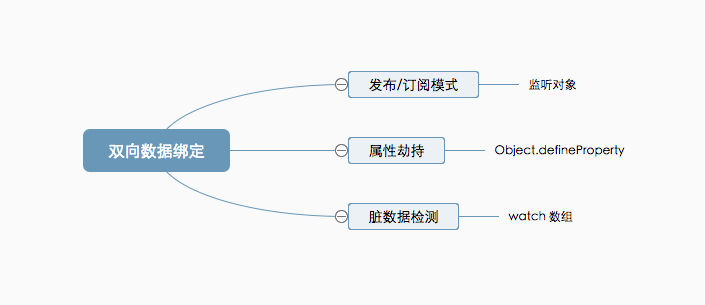 双向数据绑定
发布/订阅模式
监听对象
属性劫持
Object.defineProperty
脏数据检测
watch 数组